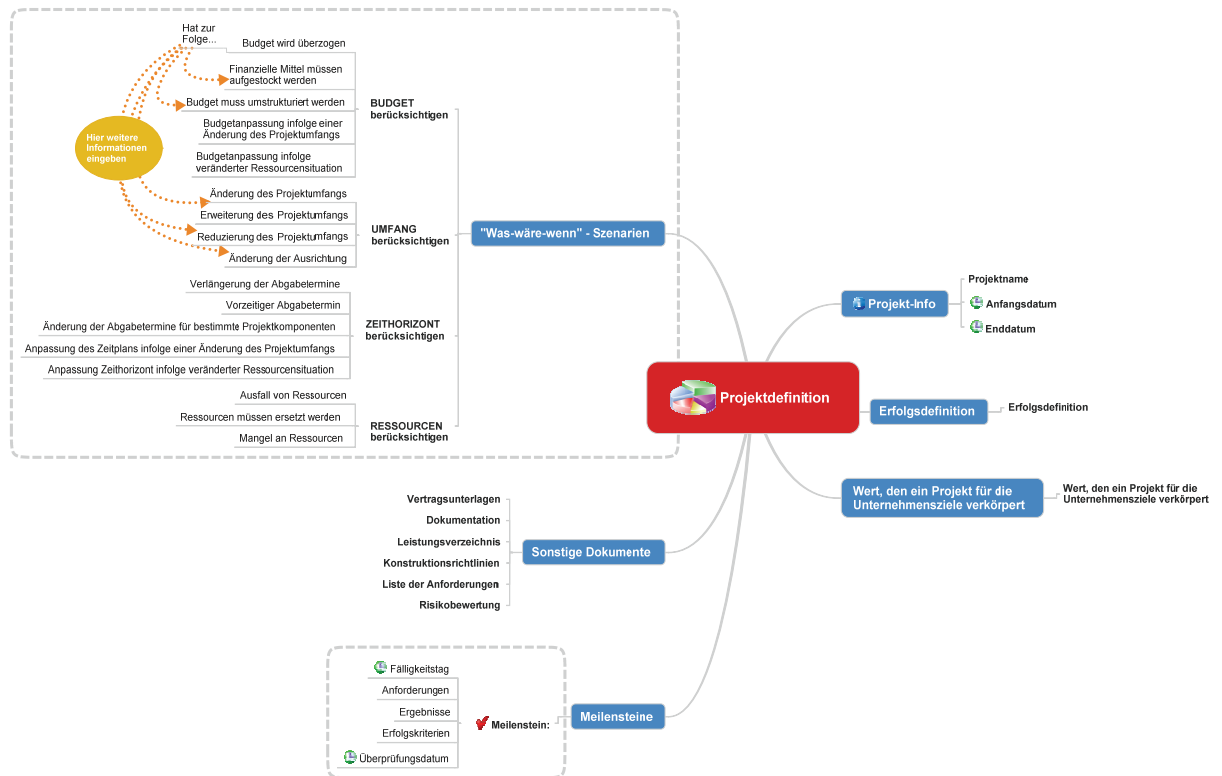 Hat zur
Folge...
Budget wird überzogen
Finanzielle Mittel müssen
aufgestockt werden
Budget muss umstrukturiert werden
Budgetanpassung infolge einer
Änderung des Projektumfangs
Budgetanpassung infolge
veränderter Ressourcensituation
BUDGET
berücksichtigen
Hier weitere
Informationen
eingeben
Änderung des Projektumfangs
Erweiterung des Projektumfangs
Reduzierung des Projektumfangs
Änderung der Ausrichtung
UMFANG
berücksichtigen
Verlängerung der Abgabetermine
Vorzeitiger Abgabetermin
Änderung der Abgabetermine für bestimmte Projektkomponenten
Anpassung des Zeitplans infolge einer Änderung des Projektumfangs
Anpassung Zeithorizont infolge veränderter Ressourcensituation
ZEITHORIZONT
berücksichtigen
Ausfall von Ressourcen
Ressourcen müssen ersetzt werden
Mangel an Ressourcen
RESSOURCEN
berücksichtigen
"Was-wäre-wenn" - Szenarien
Projektdefinition
Projekt-Info
Projektname
Anfangsdatum
Enddatum
Erfolgsdefinition
Erfolgsdefinition
Wert, den ein Projekt für die
Unternehmensziele verkörpert
Wert, den ein Projekt für die
Unternehmensziele verkörpert
Vertragsunterlagen
Dokumentation
Leistungsverzeichnis
Konstruktionsrichtlinien
Liste der Anforderungen
Risikobewertung
Sonstige Dokumente
Fälligkeitstag
Anforderungen
Ergebnisse
Erfolgskriterien
Überprüfungsdatum
Meilenstein:
Meilensteine